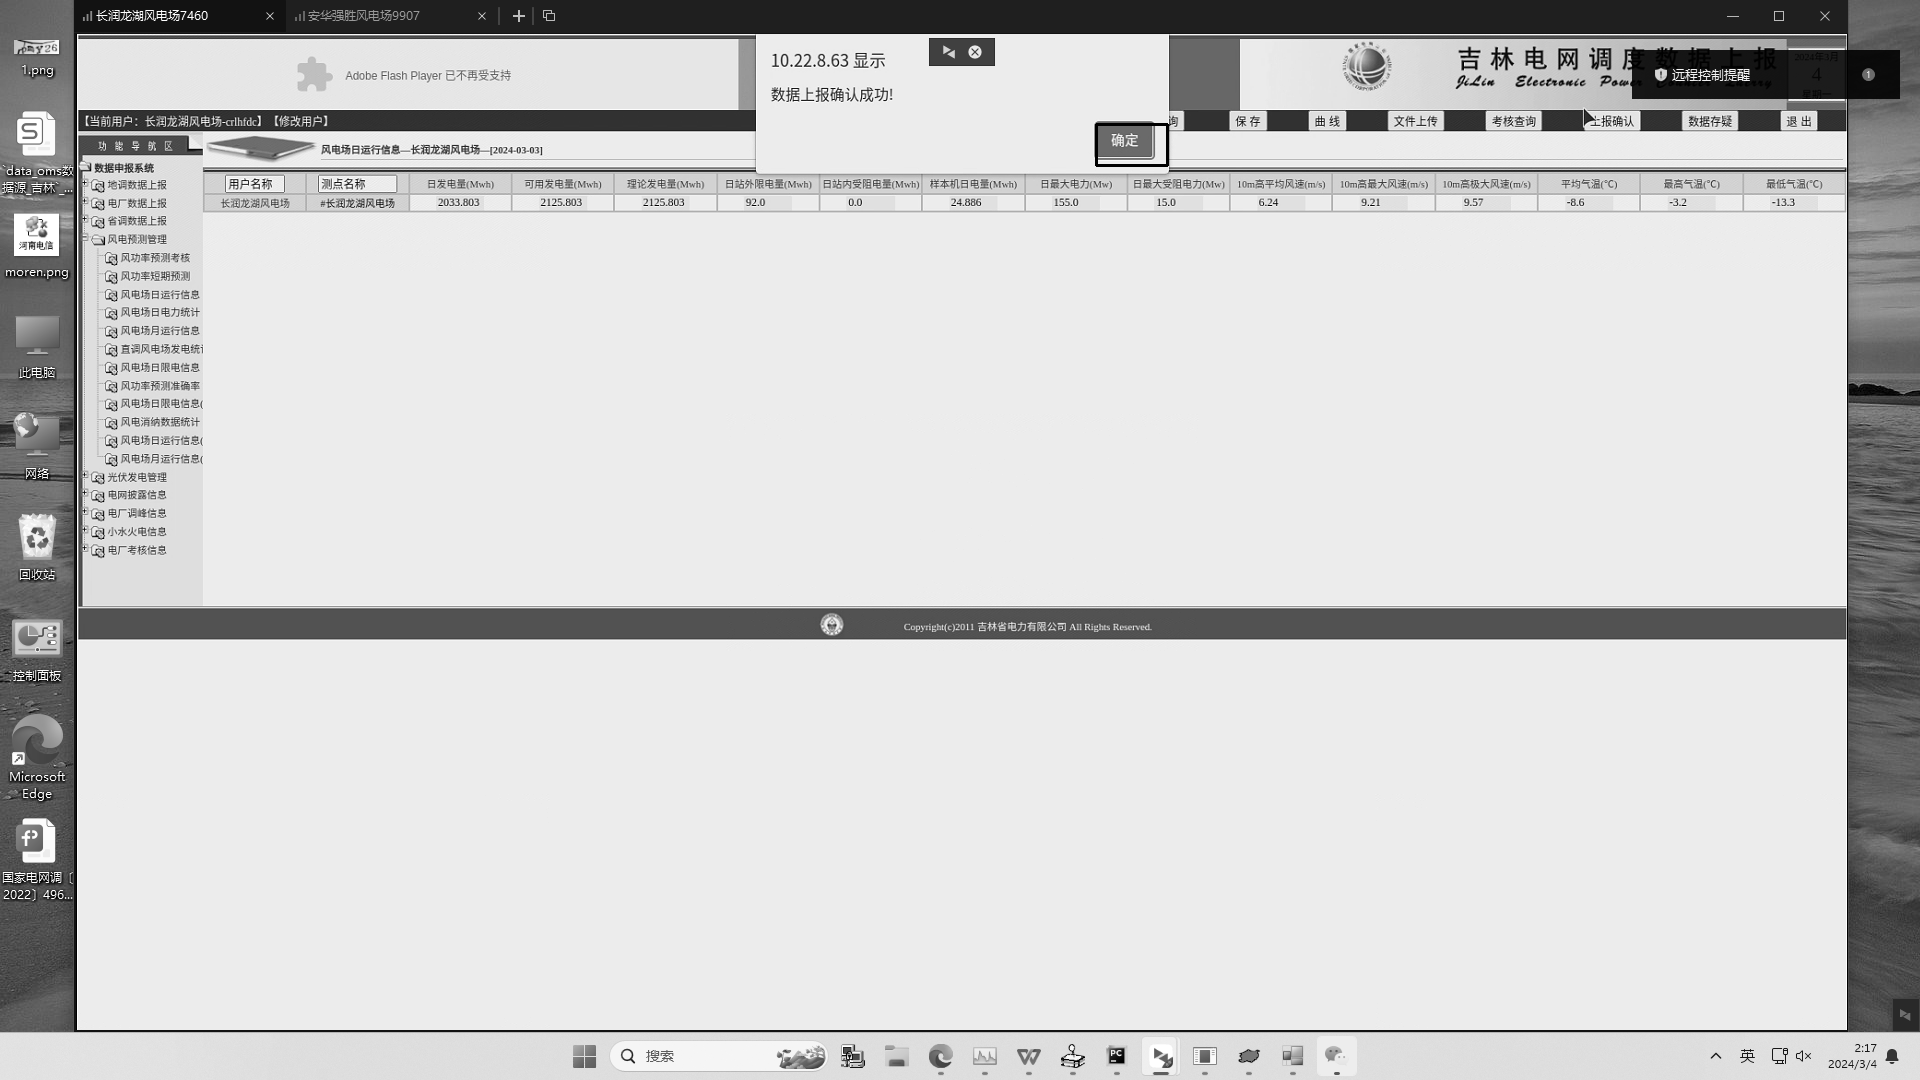 长润龙湖风电场7460
安华强胜风电场9907
1.png
`data_oms数
据源_吉林`_...
moren.png
此电脑
网络
回收站
控制面板
Microsoft
Edge
国家电网调〔
2022〕496...
Adobe Flash Player 已不再受支持
10.22.8.63 显示
数据上报确认成功!
确定
吉林电网调度数据上报
JiLin Electronic Power
远程控制提醒
1
【当前用户：长润龙湖风电场-crlhfdc】【修改用户】
询
保 存
曲 线
文件上传
考核查询
上报确认
数据存疑
退 出
功 能 导 航 区
风电场日运行信息—长润龙湖风电场—[2024-03-03]
数据申报系统
地调数据上报
电厂数据上报
省调数据上报
风电预测管理
风功率预测考核
风功率短期预测
风电场日运行信息
风电场日电力统计
风电场月运行信息
直调风电场发电统计
风电场日限电信息
风功率预测准确率
风电场日限电信息(
风电消纳数据统计
风电场日运行信息(
风电场月运行信息(
光伏发电管理
电网披露信息
电厂调峰信息
小水火电信息
电厂考核信息
用户名称 测点名称 日发电量(Mwh) 可用发电量(Mwh) 理论发电量(Mwh) 日站外限电量(Mwh) 日站内受阻电量(Mwh) 样本机日电量(Mwh) 日最大电力(Mw) 日最大受阻电力(Mw) 10m高平均风速(m/s) 10m高最大风速(m/s) 10m高极大风速(m/s) 平均气温(℃) 最高气温(℃) 最低气温(℃)
长润龙湖风电场 #长润龙湖风电场 2033.803 2125.803 2125.803 92.0 0.0 24.886 155.0 15.0 6.24 9.21 9.57 -8.6 -3.2 -13.3
Copyright(c)2011 吉林省电力有限公司 All Rights Reserved.
搜索
英
2:17
2024/3/4